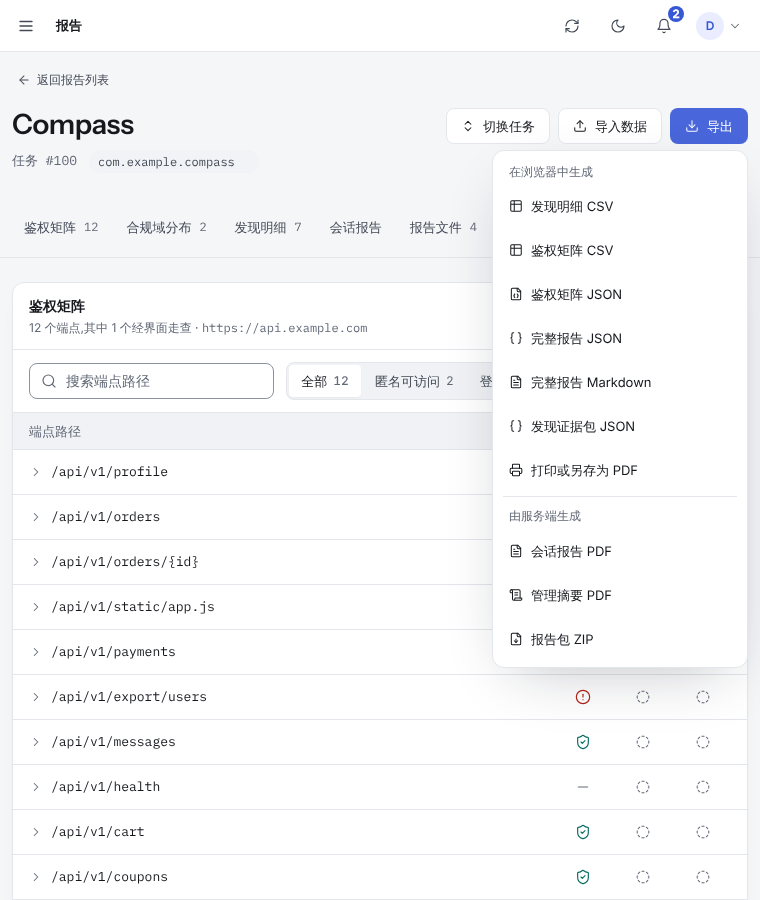 报告
2
D
返回报告列表
Compass
切换任务
导入数据
导出
任务 #100
com.example.compass
鉴权矩阵 12
合规域分布 2
发现明细 7
会话报告
报告文件 4
在浏览器中生成
发现明细 CSV
鉴权矩阵 CSV
鉴权矩阵 JSON
完整报告 JSON
完整报告 Markdown
发现证据包 JSON
打印或另存为 PDF
由服务端生成
会话报告 PDF
管理摘要 PDF
报告包 ZIP
鉴权矩阵
12 个端点,其中 1 个经界面走查 · https://api.example.com
搜索端点路径
全部 12
匿名可访问 2
登
端点路径
/api/v1/profile
/api/v1/orders
/api/v1/orders/{id}
/api/v1/static/app.js
/api/v1/payments
/api/v1/export/users
/api/v1/messages
/api/v1/health
/api/v1/cart
/api/v1/coupons